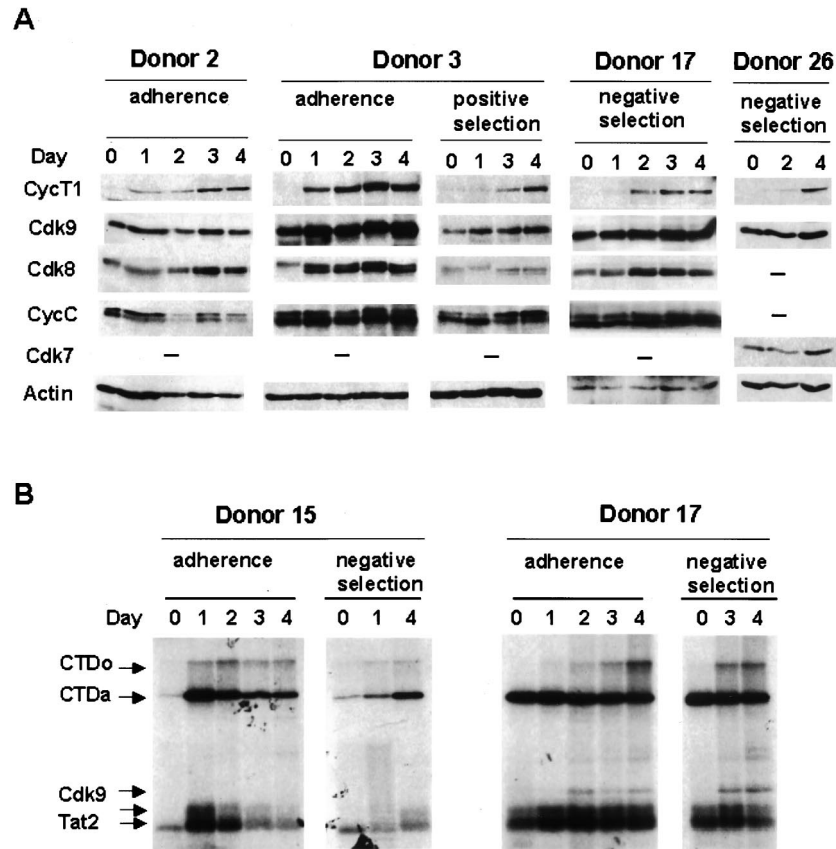 A
Donor 2 Donor 3 Donor 17 Donor 26
adherence adherence positive selection negative selection negative selection
Day 0 1 2 3 4 0 1 2 3 4 0 1 3 4 0 1 2 3 4 0 2 4
CycT1
Cdk9
Cdk8 –
CycC –
Cdk7 – – – –
Actin
B
Donor 15 Donor 17
adherence negative selection adherence negative selection
Day 0 1 2 3 4 0 1 4 0 1 2 3 4 0 3 4
CTDo
CTDa
Cdk9
Tat2